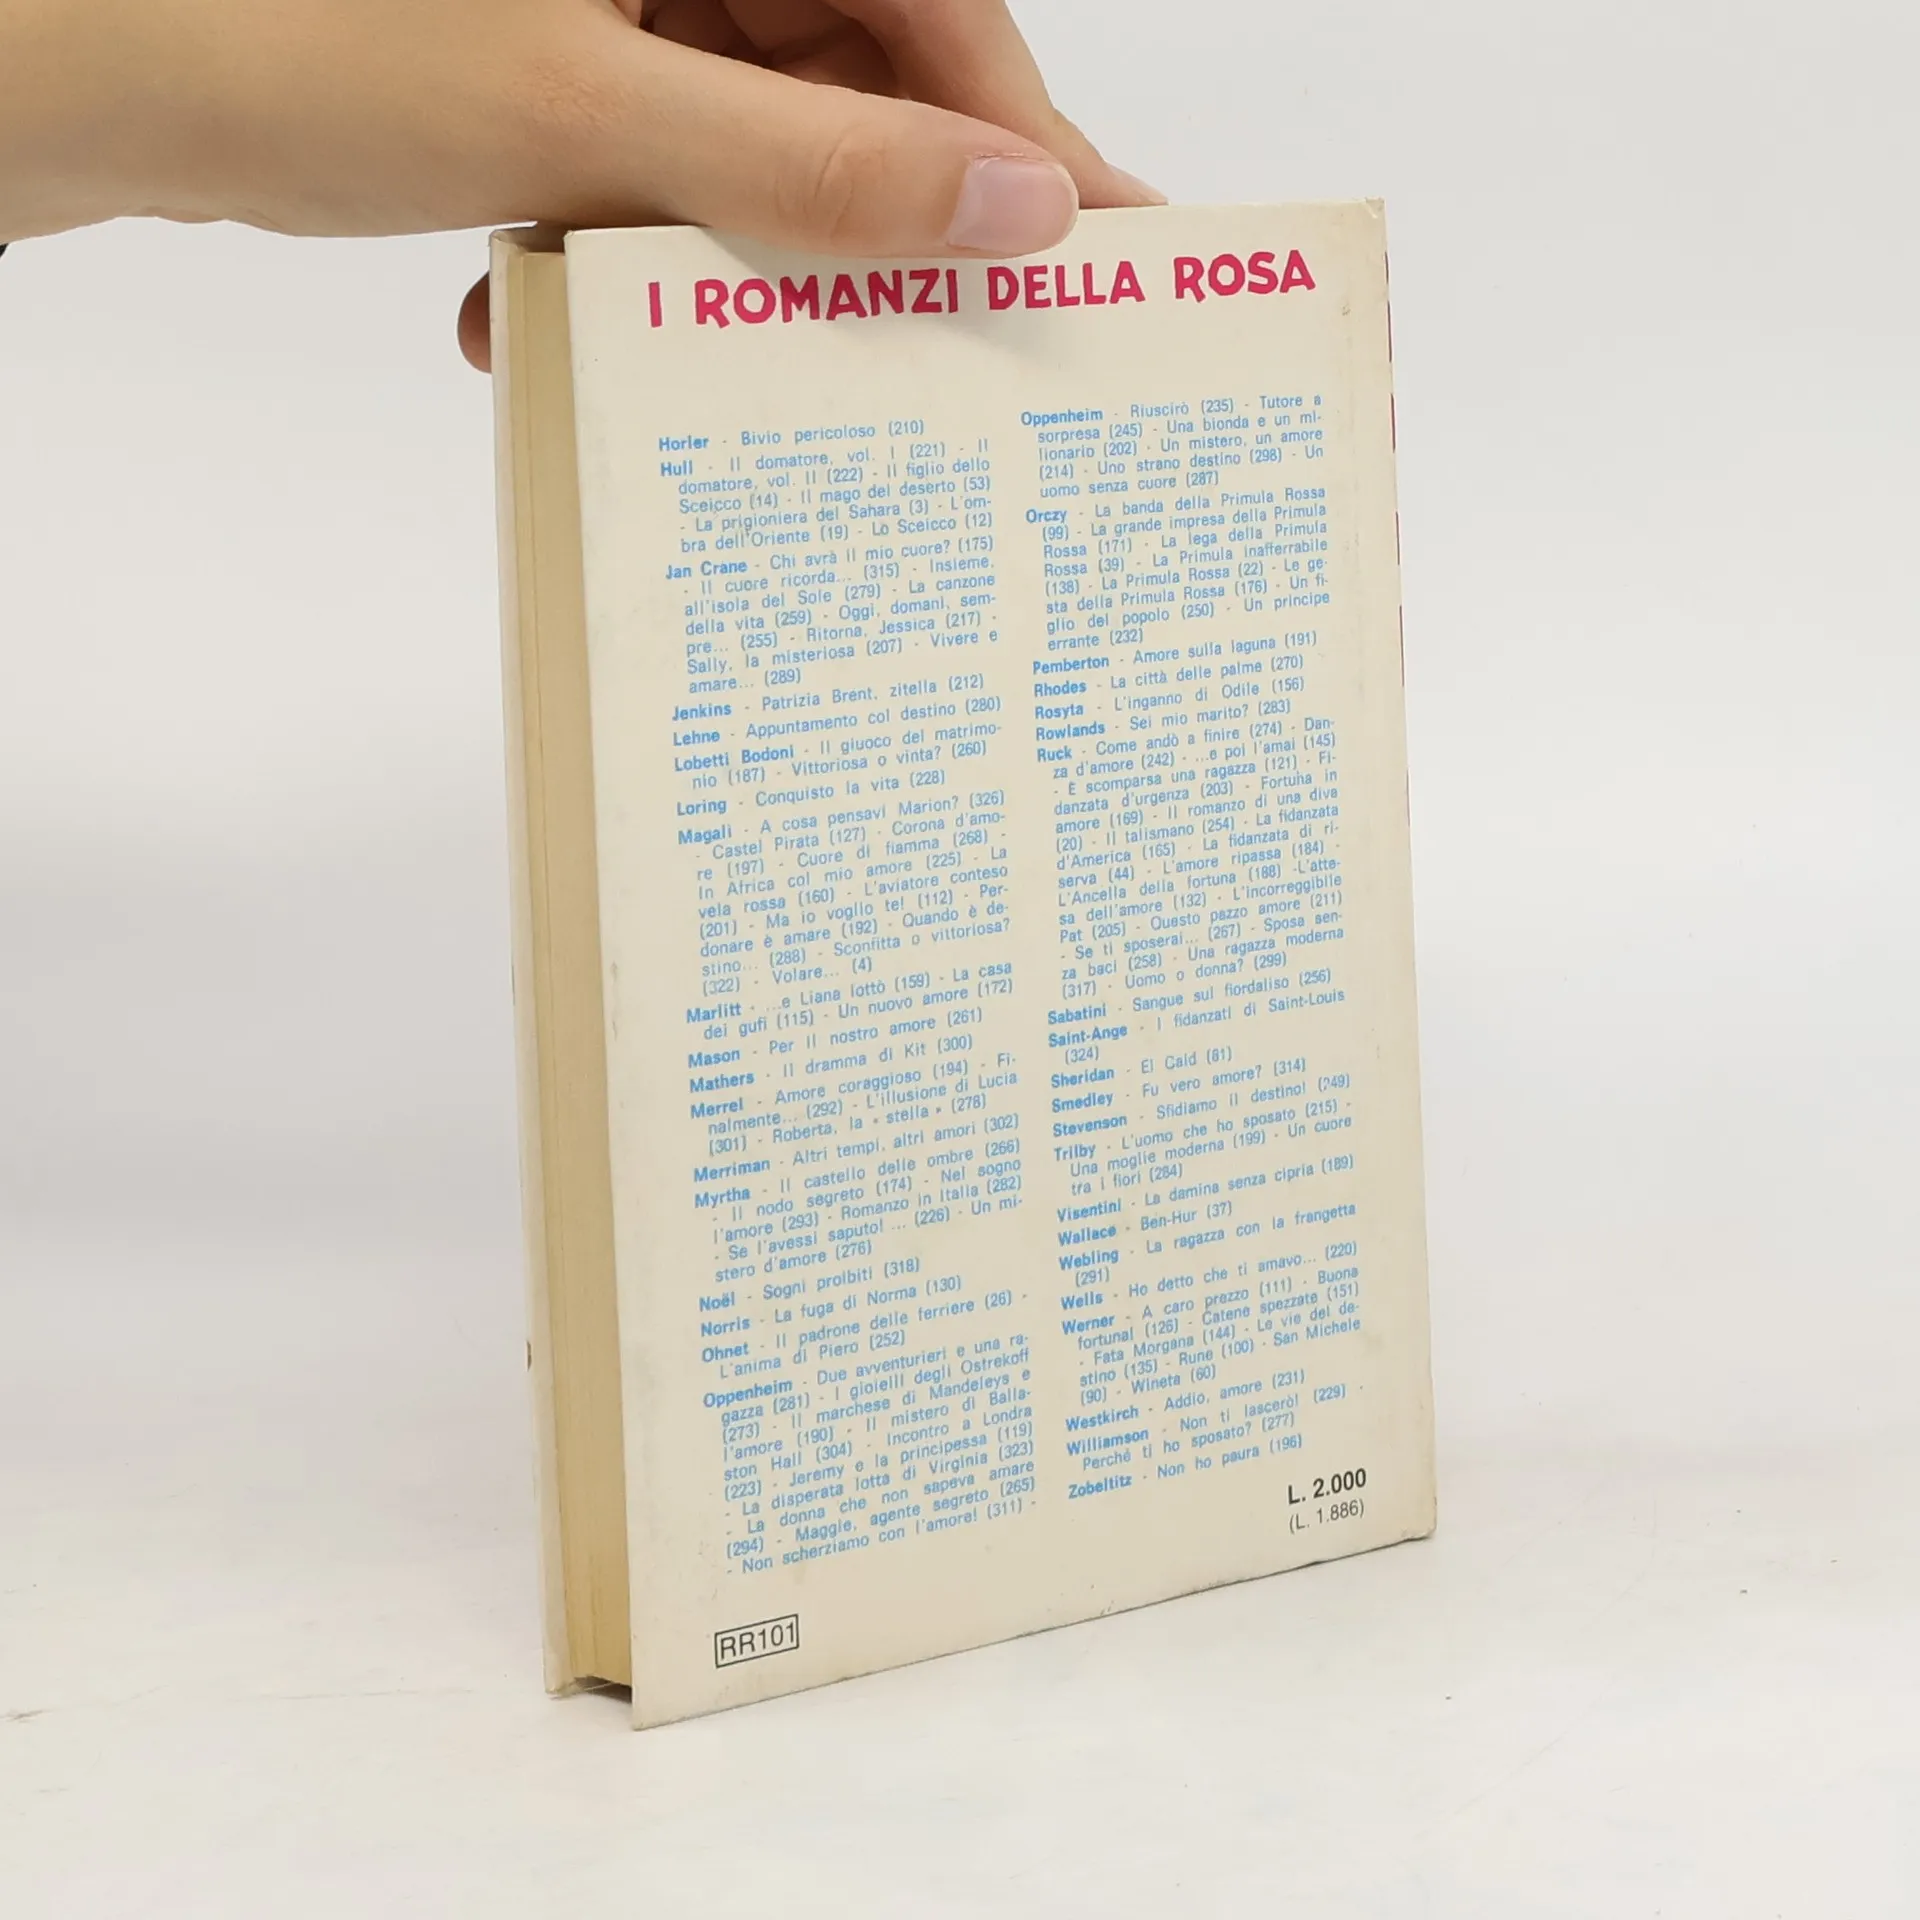 I ROMANZI DELLA ROSA
Horler - Bivio pericoloso (210)
Hull - Il domatore, vol. I (221) - Il
domatore, vol. II (222) - Il figlio dello
Sceicco (14) - Il mago del deserto (53)
- La prigioniera del Sahara (3) - L'om-
bra dell'Oriente (19) - Lo Sceicco (12)
Jan Crane - Chi avrà il mio cuore? (175)
- Il cuore ricorda... (315) - Insieme,
all'isola del Sole (279) - La canzone
della vita (259) - Oggi, domani, sem-
pre... (255) - Ritorna, Jessica (217) -
Sally, la misteriosa (207) - Vivere e
amare... (289)
Jenkins - Patrizia Brent, zitella (212)
Lehne - Appuntamento col destino (280)
Lobetti Bodoni - Il giuoco del matrimo-
nio (187) - Vittoriosa o vinta? (260)
Loring - Conquisto la vita (228)
Magali - A cosa pensavi Marion? (326)
- Castel Pirata (127) - Corona d'amo-
re (197) - Cuore di fiamma (268) -
In Africa col mio amore (225) - La
vela rossa (160) - L'aviatore conteso
(201) - Ma io voglio te! (112) - Per-
donare è amare (192) - Quando è de-
stino... (288) - Sconfitta o vittoriosa?
(322) - Volare... (4)
Marlitt - ...e Liana lottò (159) - La casa
dei gufi (115) - Un nuovo amore (172)
Mason - Per il nostro amore (261)
Mathers - Il dramma di Kit (300)
Merrel - Amore coraggioso (194) - Fi-
nalmente... (292) - L'illusione di Lucia
(301) - Roberta, la « stella » (278)
Merriman - Altri tempi, altri amori (302)
Myrtha - Il castello delle ombre (266)
- Il nodo segreto (174) - Nel sogno
l'amore (293) - Romanzo in Italia (282)
- Se l'avessi saputo! ... (226) - Un mi-
stero d'amore (276)
Noël - Sogni proibiti (318)
Norris - La fuga di Norma (130)
Ohnet - Il padrone delle ferriere (26) -
L'anima di Piero (252)
Oppenheim - Due avventurieri e una ra-
gazza (281) - I gioielli degli Ostrekoff
(273) - Il marchese di Mandeleys e
l'amore (190) - Il mistero di Balla-
ston Hall (304) - Incontro a Londra
(223) - Jeremy e la principessa (119)
- La disperata lotta di Virginia (323)
- La donna che non sapeva amare
(294) - Maggie, agente segreto (265)
- Non scherziamo con l'amore! (311) -
RR101
Oppenheim - Riuscirò (235) - Tutore a
sorpresa (245) - Una bionda e un mi-
lionario (202) - Un mistero, un amore
(214) - Uno strano destino (298) - Un
uomo senza cuore (287)
Orczy - La banda della Primula Rossa
(99) - La grande impresa della Primula
Rossa (171) - La lega della Primula
Rossa (39) - La Primula inafferrabile
(138) - La Primula Rossa (22) - Le ge-
sta della Primula Rossa (176) - Un fi-
glio del popolo (250) - Un principe
errante (232)
Pemberton - Amore sulla laguna (191)
Rhodes - La città delle palme (270)
Rosyta - L'inganno di Odile (156)
Rowlands - Sei mio marito? (283)
Ruck - Come andò a finire (274) - Dan-
za d'amore (242) - ...e poi l'amai (145)
- È scomparsa una ragazza (121) - Fi-
danzata d'urgenza (203) - Fortuna in
amore (169) - Il romanzo di una diva
(20) - Il talismano (254) - La fidanzata
d'America (165) - La fidanzata di ri-
serva (44) - L'amore ripassa (184) -
L'Ancella della fortuna (188) -L'atte-
sa dell'amore (132) - L'incorreggibile
Pat (205) - Questo pazzo amore (211)
- Se ti sposerai... (267) - Sposa sen-
za baci (258) - Una ragazza moderna
(317) - Uomo o donna? (299)
Sabatini - Sangue sul fiordaliso (256)
Saint-Ange - I fidanzati di Saint-Louis
(324)
Sheridan - El Caid (81)
Smedley - Fu vero amore? (314)
Stevenson - Sfidiamo il destino! (249)
Trilby - L'uomo che ho sposato (215) -
Una moglie moderna (199) - Un cuore
tra i fiori (284)
Visentini - La damina senza cipria (189)
Wallace - Ben-Hur (37)
Webling - La ragazza con la frangetta
(291)
Wells - Ho detto che ti amavo... (220)
Werner - A caro prezzo (111) - Buona
fortuna! (126) - Catene spezzate (151)
- Fata Morgana (144) - Le vie del de-
stino (135) - Rune (100) - San Michele
(90) - Wineta (60)
Westkirch - Addio, amore (231)
Williamson - Non ti lascerò! (229) -
Perché ti ho sposato? (277)
Zobeltitz - Non ho paura (196)
L. 2.000
(L. 1.886)